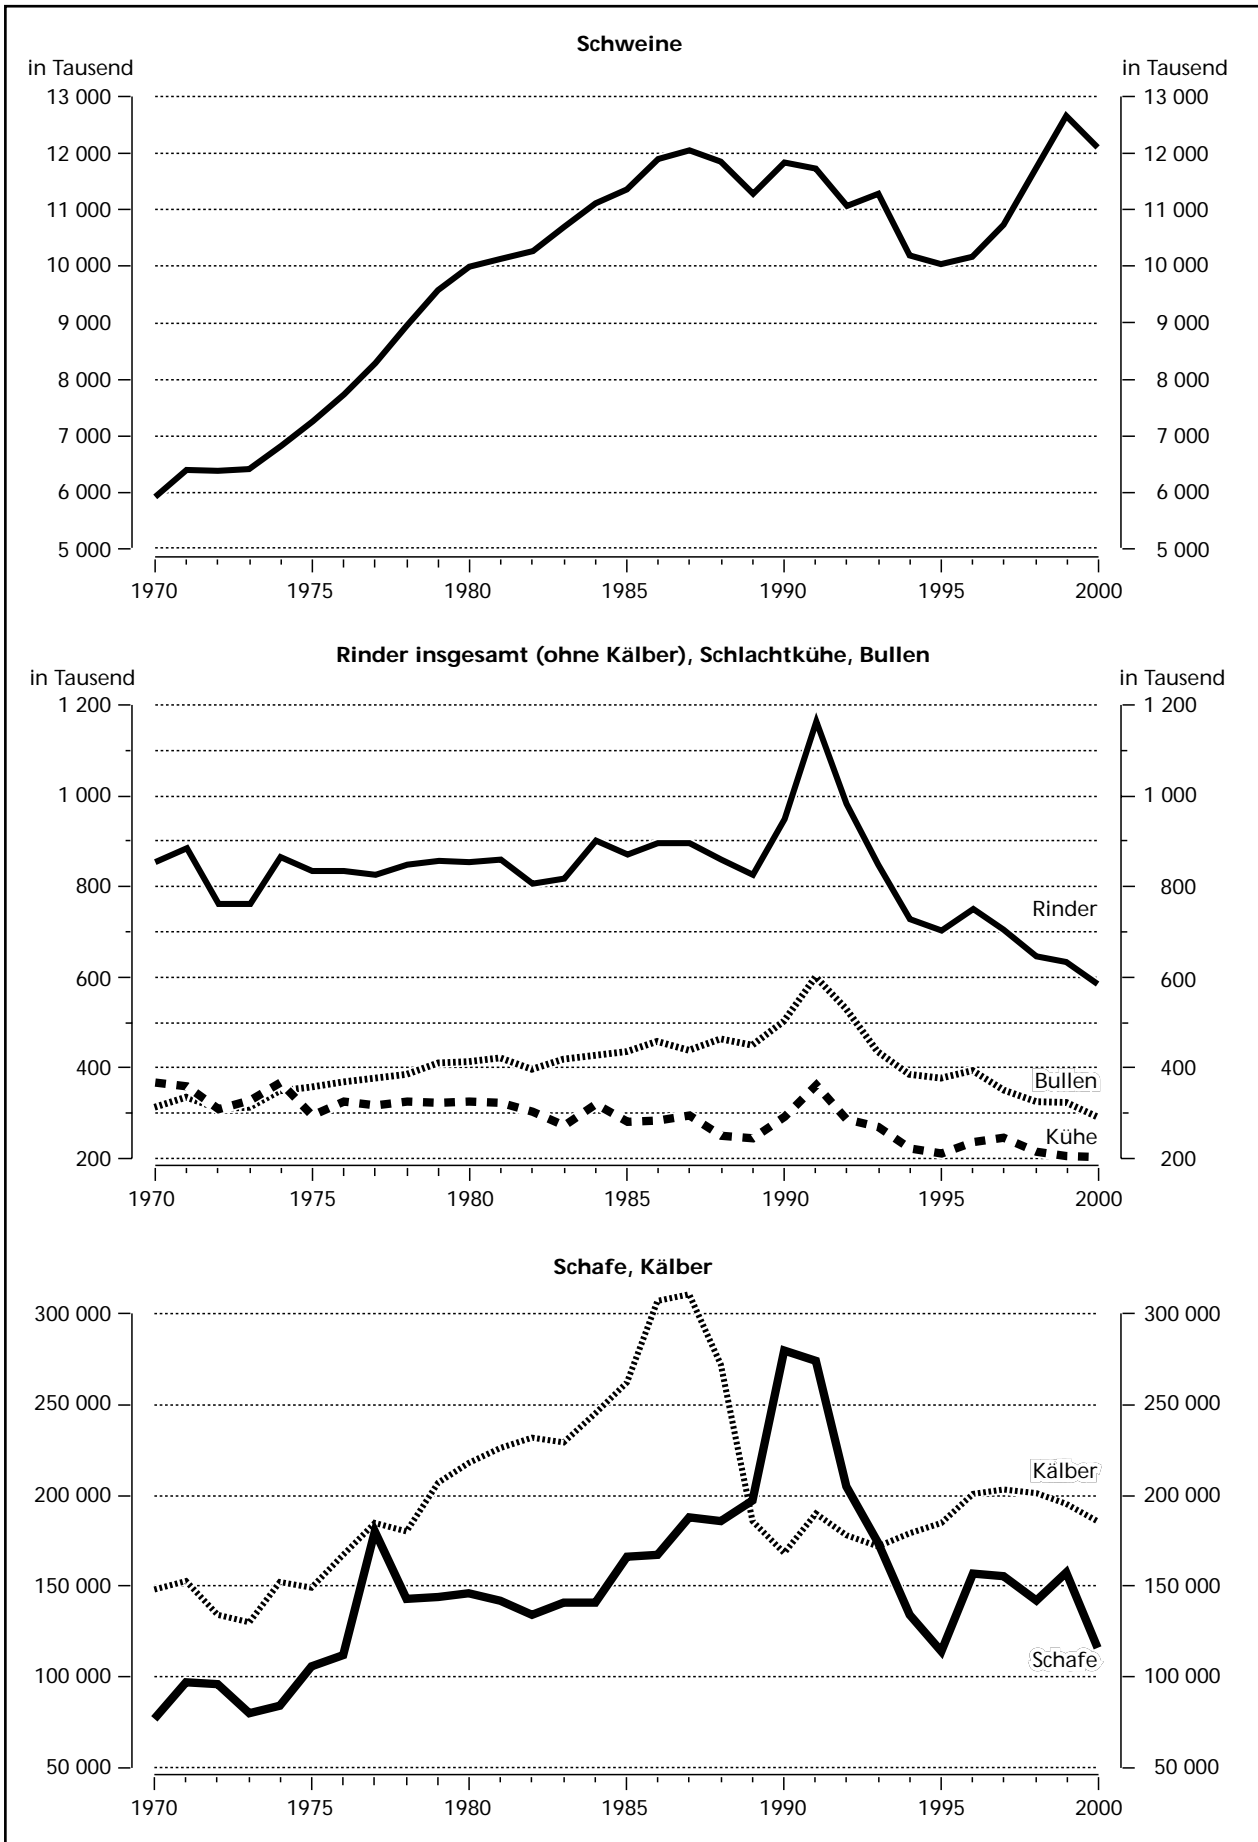 Schweine
in Tausend in Tausend
13 000 13 000
12 000 12 000
11 000 11 000
10 000 10 000
9 000 9 000
8 000 8 000
7 000 7 000
6 000 6 000
5 000 5 000
1970 1975 1980 1985 1990 1995 2000
Rinder insgesamt (ohne Kälber), Schlachtkühe, Bullen
in Tausend in Tausend
1 200 1 200
1 000 1 000
800 800
Rinder
600 600
400 400
Bullen
Kühe
200 200
1970 1975 1980 1985 1990 1995 2000
Schafe, Kälber
300 000 300 000
250 000 250 000
Kälber
200 000 200 000
150 000 150 000
Schafe
100 000 100 000
50 000 50 000
1970 1975 1980 1985 1990 1995 2000